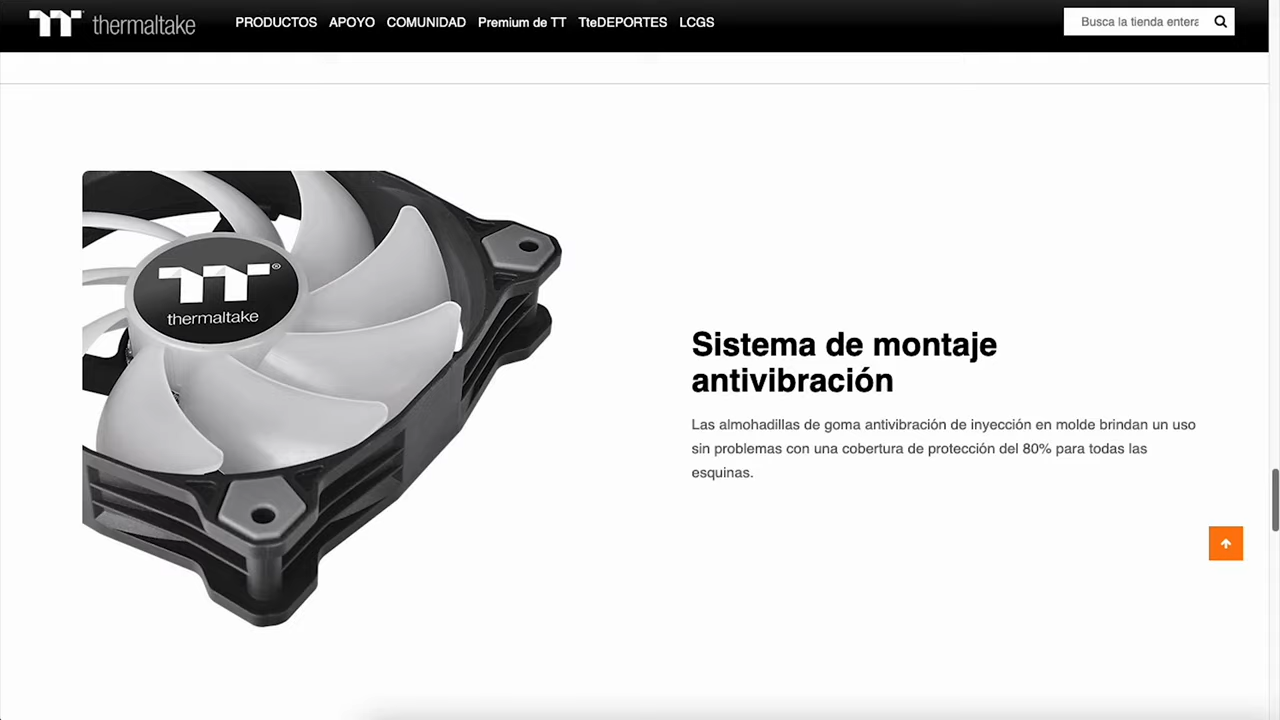 thermaltake
PRODUCTOS APOYO COMUNIDAD Premium de TT TteDEPORTES LCGS
Busca la tienda entera
TT®
thermaltake
Sistema de montaje
antivibración
Las almohadillas de goma antivibración de inyección en molde brindan un uso
sin problemas con una cobertura de protección del 80% para todas las
esquinas.